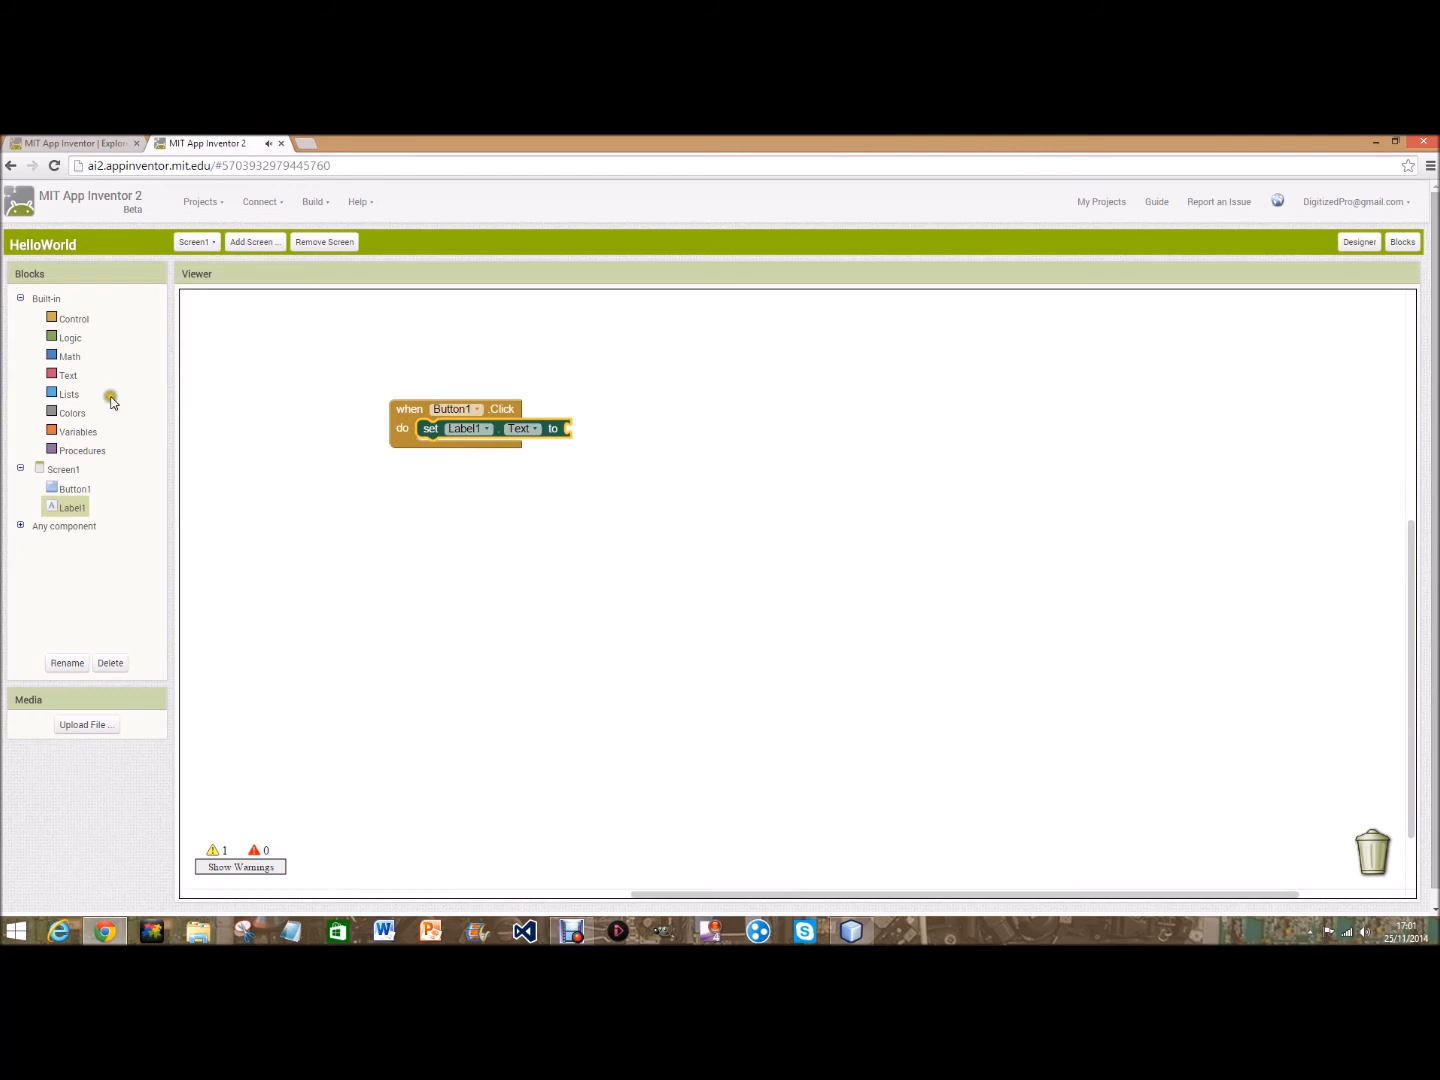 MIT App Inventor | Explor
MIT App Inventor 2
ai2.appinventor.mit.edu/#5703932979445760
MIT App Inventor 2
Beta
Projects
Connect
Build
Help
My Projects
Guide
Report an Issue
DigitizedPro@gmail.com
HelloWorld
Screen1
Add Screen ...
Remove Screen
Designer
Blocks
Blocks
Viewer
Built-in
Control
Logic
Math
Text
Lists
Colors
Variables
Procedures
Screen1
Button1
Label1
Any component
Rename
Delete
Media
Upload File ...
when Button1 .Click
do set Label1 . Text to
1 0
Show Warnings
17:01
25/11/2014